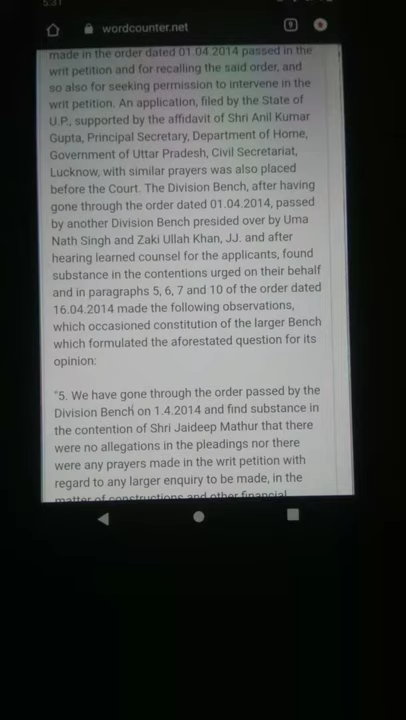 5:31
wordcounter.net
9
made in the order dated 01.04.2014 passed in the
writ petition and for recalling the said order, and
so also for seeking permission to intervene in the
writ petition. An application, filed by the State of
U.P., supported by the affidavit of Shri Anil Kumar
Gupta, Principal Secretary, Department of Home,
Government of Uttar Pradesh, Civil Secretariat,
Lucknow, with similar prayers was also placed
before the Court. The Division Bench, after having
gone through the order dated 01.04.2014, passed
by another Division Bench presided over by Uma
Nath Singh and Zaki Ullah Khan, JJ. and after
hearing learned counsel for the applicants, found
substance in the contentions urged on their behalf
and in paragraphs 5, 6, 7 and 10 of the order dated
16.04.2014 made the following observations,
which occasioned constitution of the larger Bench
which formulated the aforestated question for its
opinion:
"5. We have gone through the order passed by the
Division Bench on 1.4.2014 and find substance in
the contention of Shri Jaideep Mathur that there
were no allegations in the pleadings nor there
were any prayers made in the writ petition with
regard to any larger enquiry to be made, in the
matter of constructions and other financial